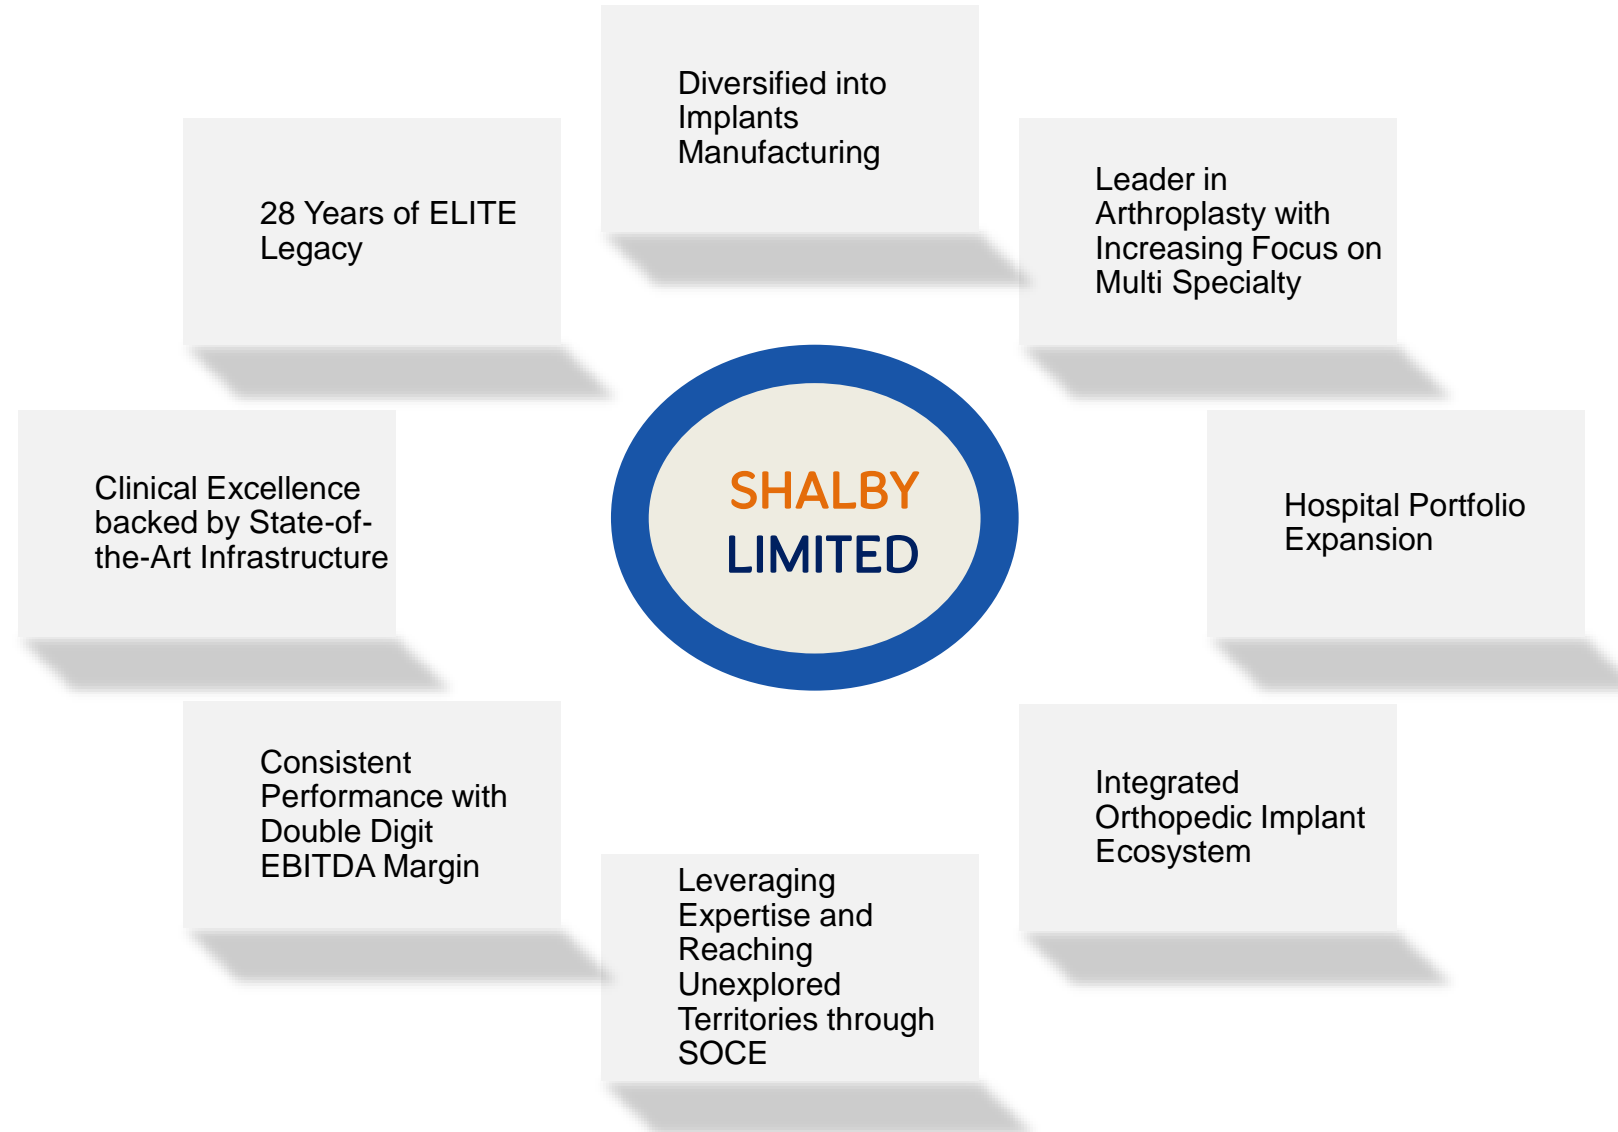 Diversified into
Implants
Manufacturing
28 Years of ELITE
Legacy
Leader in
Arthroplasty with
Increasing Focus on
Multi Specialty
Clinical Excellence
backed by State-of-
the-Art Infrastructure
SHALBY
LIMITED
Hospital Portfolio
Expansion
Consistent
Performance with
Double Digit
EBITDA Margin
Integrated
Orthopedic Implant
Ecosystem
Leveraging
Expertise and
Reaching
Unexplored
Territories through
SOCE